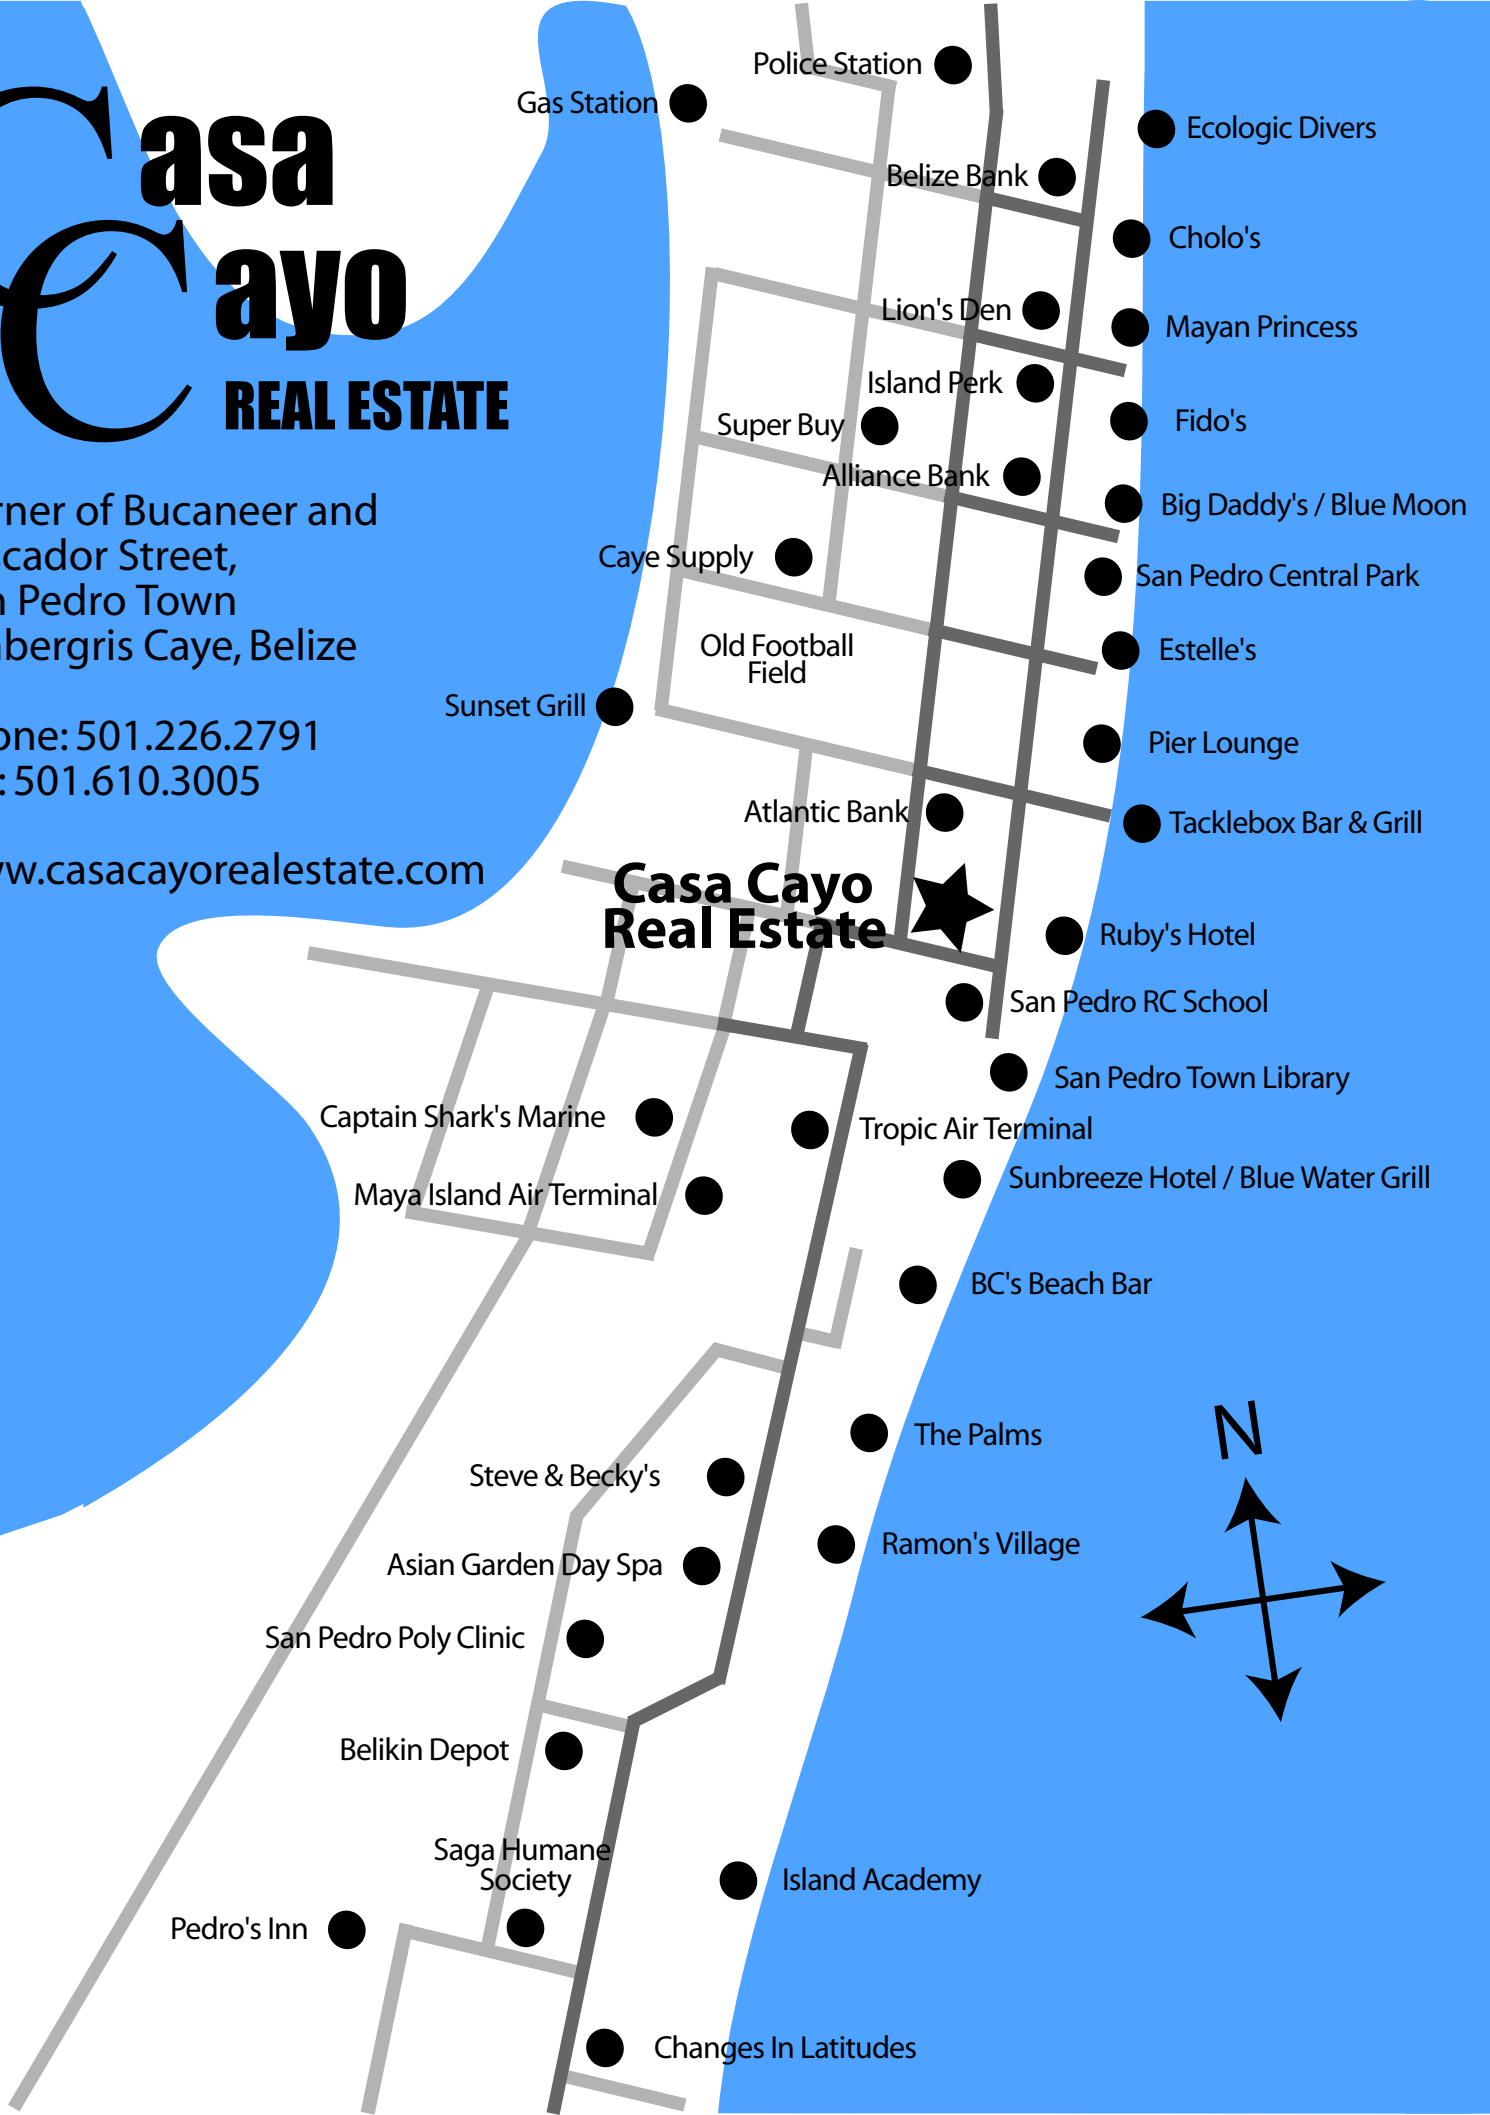 Casa
Cayo
REAL ESTATE
rner of Bucaneer and
cador Street,
Pedro Town
bergris Caye, Belize
one: 501.226.2791
: 501.610.3005
w.casacayorealestate.com
Police Station
Gas Station
Ecologic Divers
Belize Bank
Cholo's
Lion's Den
Mayan Princess
Island Perk
Super Buy
Fido's
Alliance Bank
Big Daddy's / Blue Moon
Caye Supply
San Pedro Central Park
Old Football
Field
Estelle's
Sunset Grill
Pier Lounge
Atlantic Bank
Tacklebox Bar & Grill
Casa Cayo
Real Estate
Ruby's Hotel
San Pedro RC School
San Pedro Town Library
Captain Shark's Marine
Tropic Air Terminal
Maya Island Air Terminal
Sunbreeze Hotel / Blue Water Grill
BC's Beach Bar
N
The Palms
Steve & Becky's
Ramon's Village
Asian Garden Day Spa
San Pedro Poly Clinic
Belikin Depot
Saga Humane
Society
Island Academy
Pedro's Inn
Changes In Latitudes